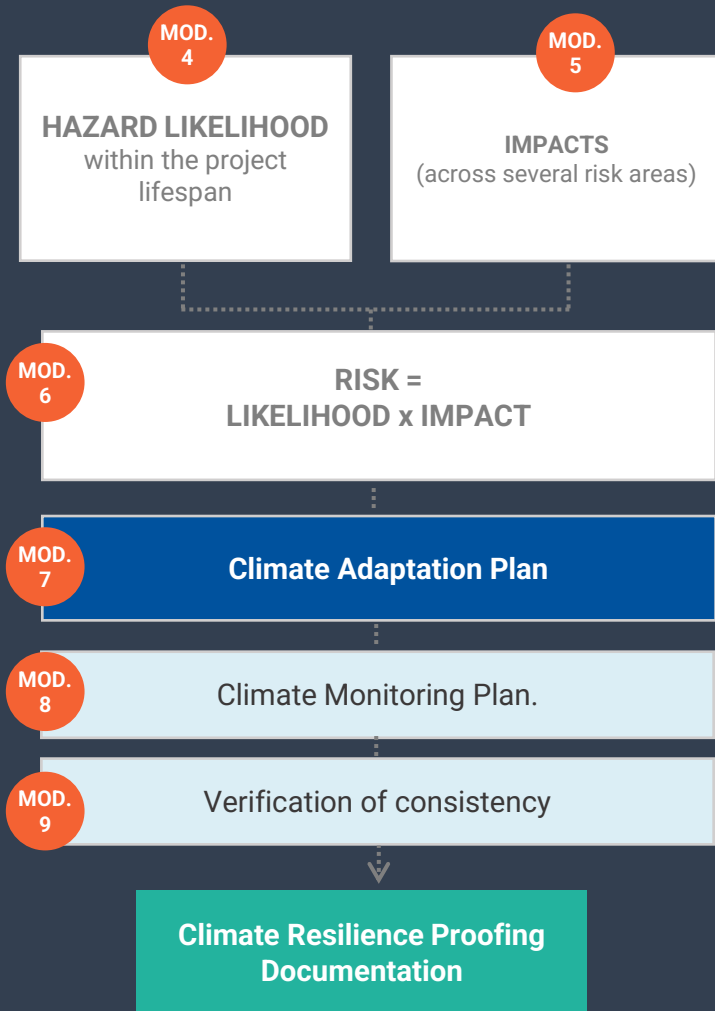 MOD.
4
HAZARD LIKELIHOOD
within the project
lifespan
MOD.
5
IMPACTS
(across several risk areas)
MOD.
6
RISK =
LIKELIHOOD x IMPACT
MOD.
7
Climate Adaptation Plan
MOD.
8
Climate Monitoring Plan.
MOD.
9
Verification of consistency
Climate Resilience Proofing
Documentation